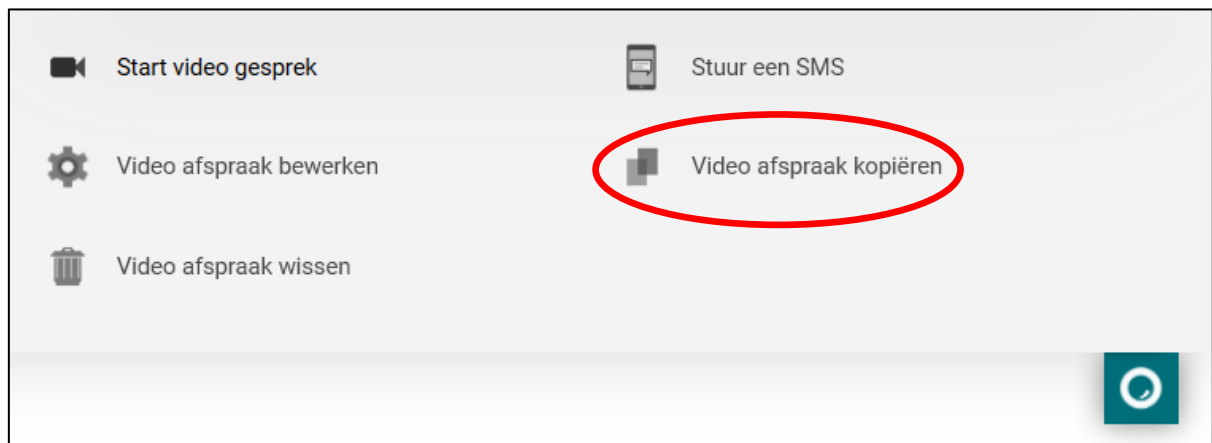 Start video gesprek
Stuur een SMS
Video afspraak bewerken
Video afspraak kopiëren
Video afspraak wissen